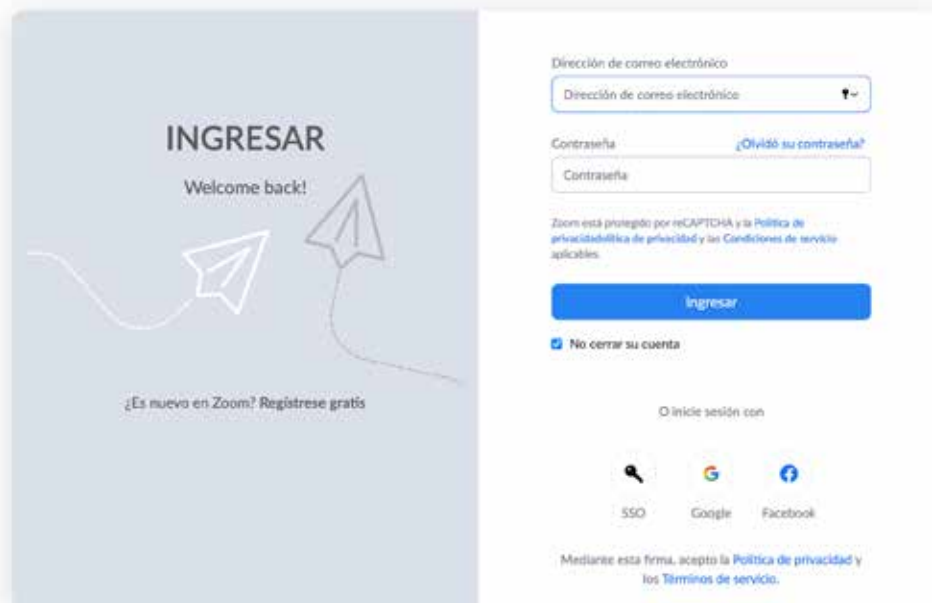 INGRESAR
Welcome back!
¿Es nuevo en Zoom? Regístrese gratis
Dirección de correo electrónico
Dirección de correo electrónico
Contraseña ¿Olvidó su contraseña?
Contraseña
Zoom está protegido por reCAPTCHA y la Política de
privacidadolítica de privacidad y las Condiciones de servicio
aplicables.
Ingresar
No cerrar su cuenta
O inicie sesión con
SSO Google Facebook
Mediante esta firma, acepto la Política de privacidad y
los Términos de servicio.